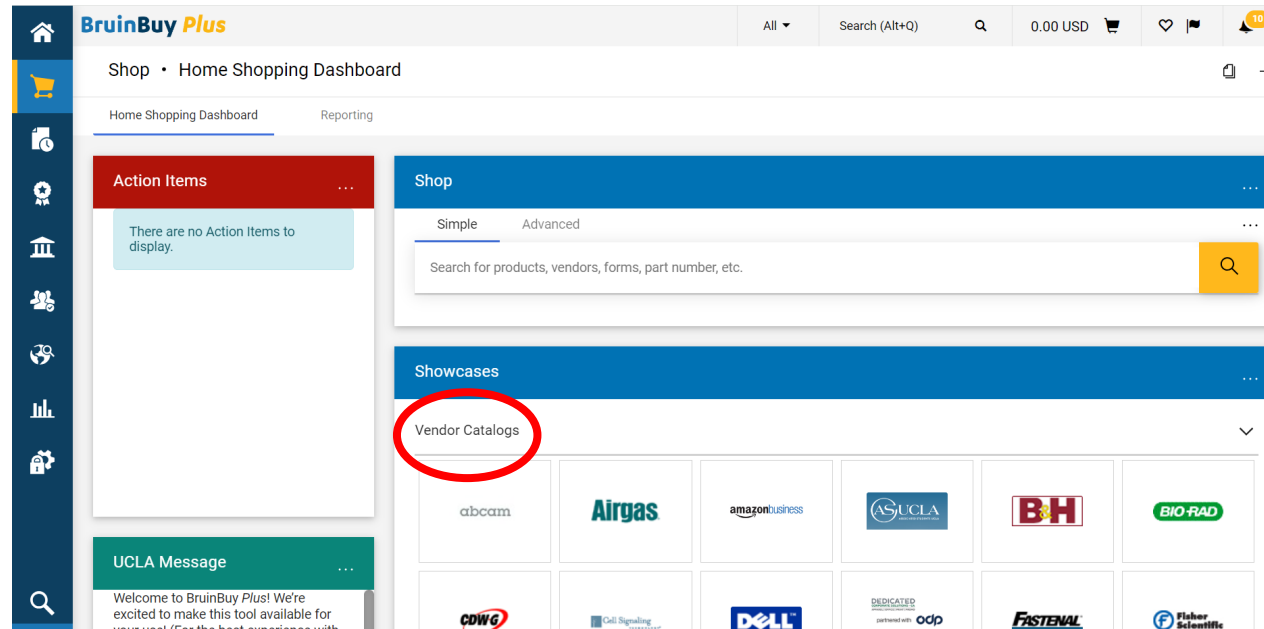 BruinBuy Plus
All
Search (Alt+Q)
0.00 USD
10
Shop • Home Shopping Dashboard
Home Shopping Dashboard
Reporting
Action Items
...
There are no Action Items to
display.
Shop
...
Simple
Advanced
...
Search for products, vendors, forms, part number, etc.
Showcases
...
Vendor Catalogs
abcam
Airgas
amazonbusiness
ASUCLA
B&H
BIO-RAD
UCLA Message
...
Welcome to BruinBuy Plus! We're
excited to make this tool available for
CDWG
Cell Signaling
DELL
DEDICATED
partnered with odp
FASTENAL
Fisher
Scientific